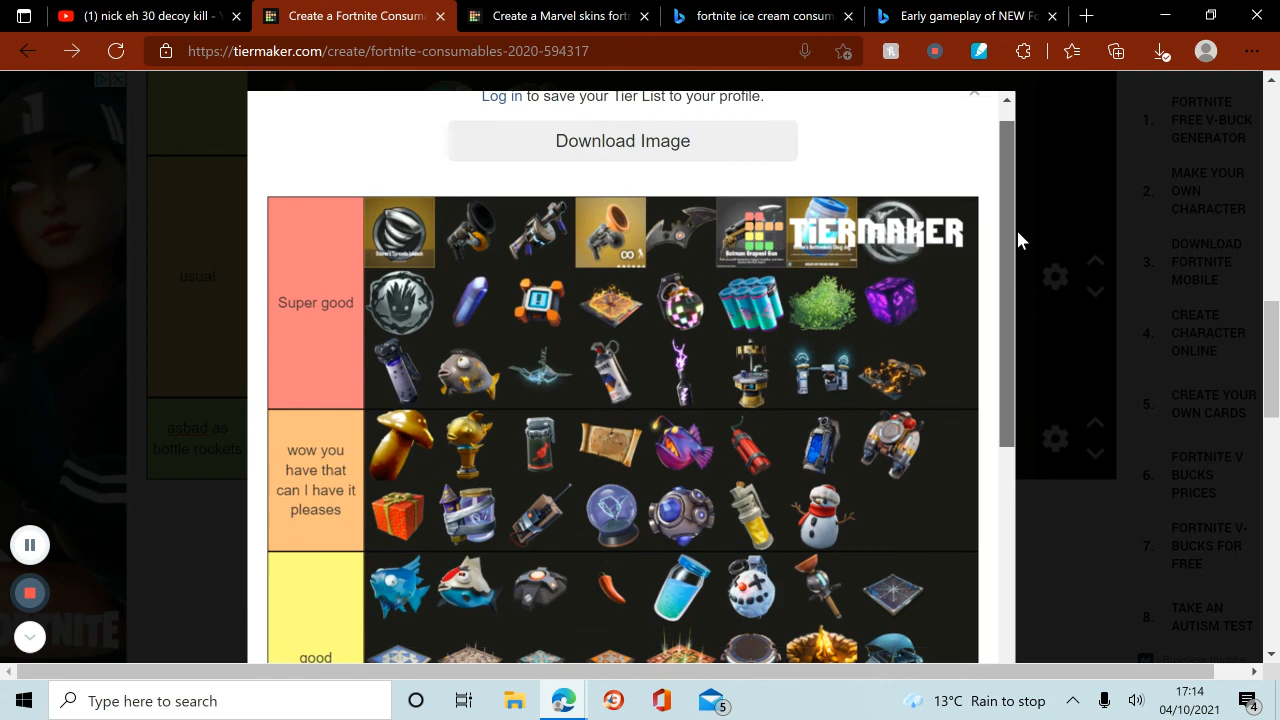 (1) nick eh 30 decoy kill - Y
Create a Fortnite Consuma
Create a Marvel skins fort
fortnite ice cream consum
Early gameplay of NEW Fo
https://tiermaker.com/create/fortnite-consumables-2020-594317
Log in to save your Tier List to your profile.
Download Image
TIERMAKER
Super good
wow you
have that
can I have it
pleases
good
usual
asbad as
bottle rockets
1. FORTNITE
FREE V-BUCK
GENERATOR
2. MAKE YOUR
OWN
CHARACTER
3. DOWNLOAD
FORTNITE
MOBILE
4. CREATE
CHARACTER
ONLINE
5. CREATE YOUR
OWN CARDS
6. FORTNITE V
BUCKS
PRICES
7. FORTNITE V-
BUCKS FOR
FREE
8. TAKE AN
AUTISM TEST
Type here to search
5
13°C Rain to stop
17:14
04/10/2021
4